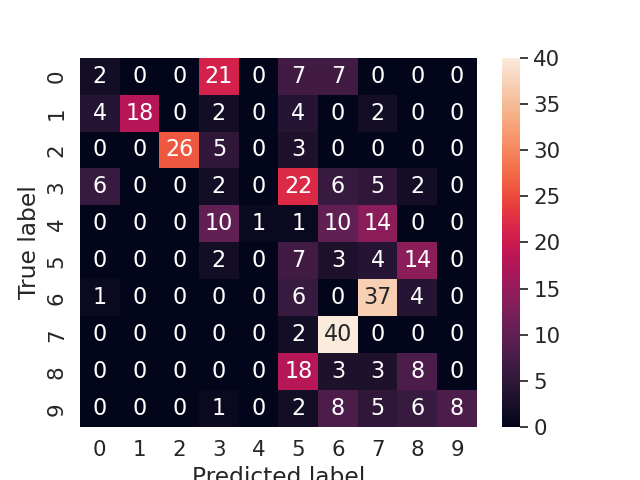 0 2 0 0 21 0 7 7 0 0 0
1 4 18 0 2 0 4 0 2 0 0
2 0 0 26 5 0 3 0 0 0 0
3 6 0 0 2 0 22 6 5 2 0
4 0 0 0 10 1 1 10 14 0 0
5 0 0 0 2 0 7 3 4 14 0
6 1 0 0 0 0 6 0 37 4 0
7 0 0 0 0 0 2 40 0 0 0
8 0 0 0 0 0 18 3 3 8 0
9 0 0 0 1 0 2 8 5 6 8
0 1 2 3 4 5 6 7 8 9
Predicted label
True label
40
35
30
25
20
15
10
5
0